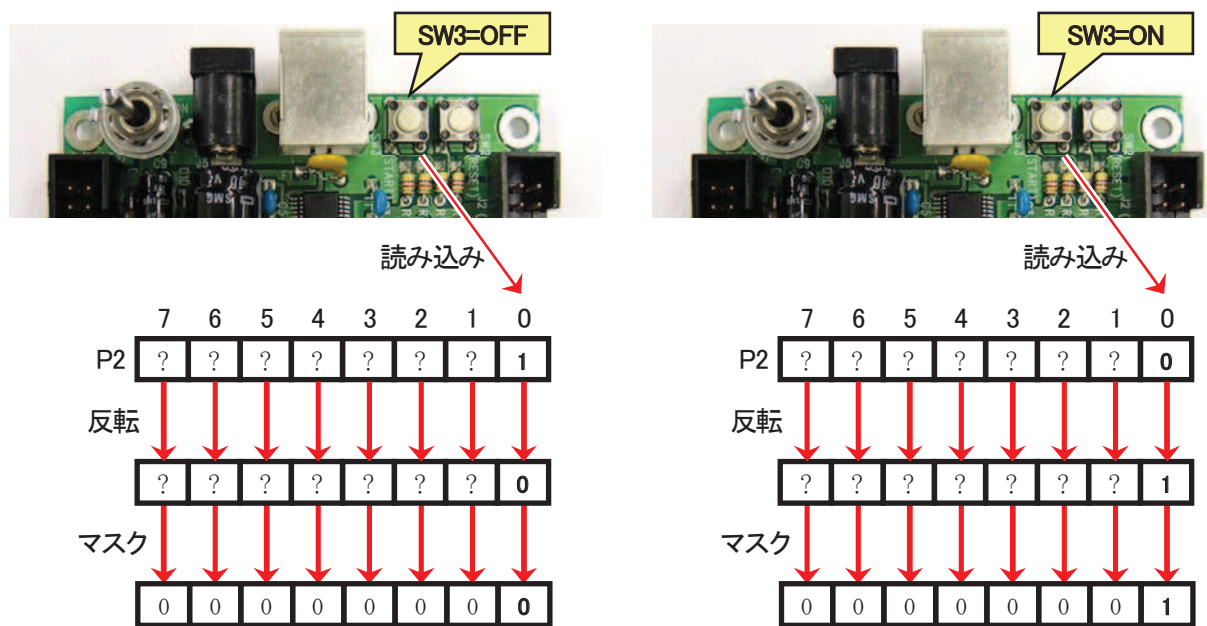 SW3=OFF
読み込み
7 6 5 4 3 2 1 0
P2 ? ? ? ? ? ? ? 1
反転
? ? ? ? ? ? ? 0
マスク
0 0 0 0 0 0 0 0
SW3=ON
読み込み
7 6 5 4 3 2 1 0
P2 ? ? ? ? ? ? ? 0
反転
? ? ? ? ? ? ? 1
マスク
0 0 0 0 0 0 0 1